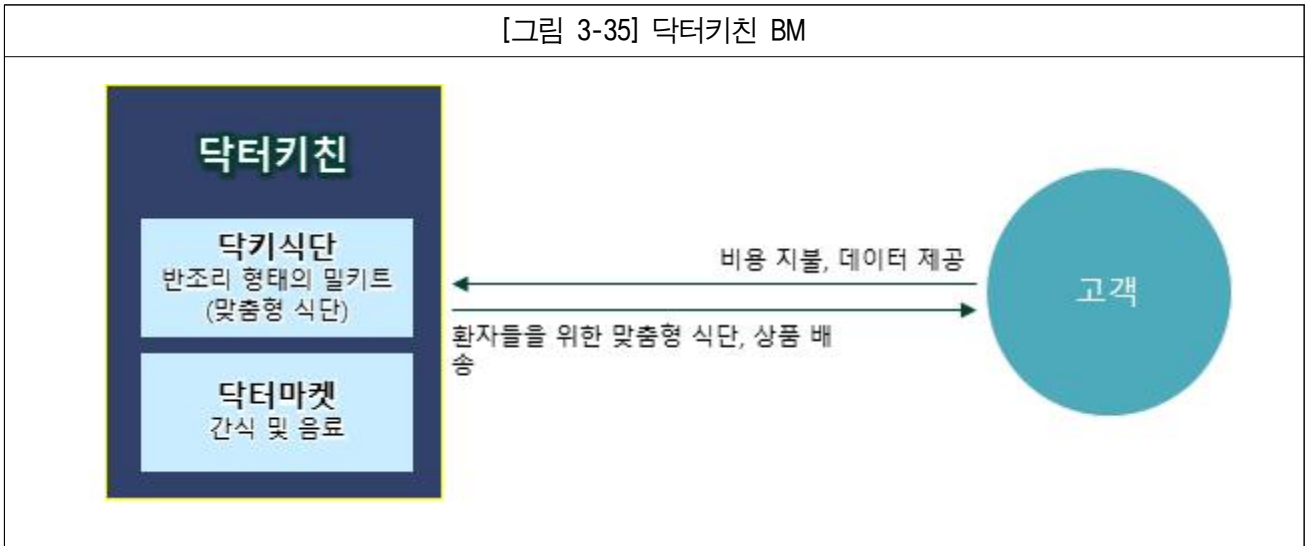 [그림 3-35] 닥터키친 BM
닥터키친
닥키식단
반조리 형태의 밀키트
(맞춤형 식단)
닥터마켓
간식 및 음료
비용 지불, 데이터 제공
환자들을 위한 맞춤형 식단, 상품 배
송
고객